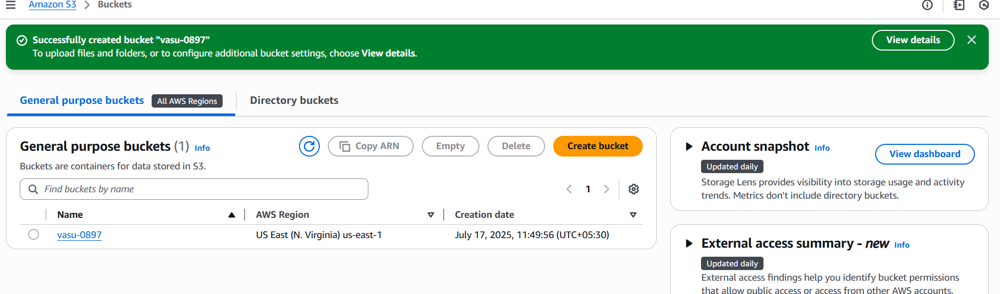 Amazon S3 > Buckets
Successfully created bucket "vasu-0897"
To upload files and folders, or to configure additional bucket settings, choose View details.
View details
General purpose buckets
All AWS Regions
Directory buckets
General purpose buckets (1) Info
Copy ARN
Empty
Delete
Create bucket
Buckets are containers for data stored in S3.
Find buckets by name
1
Name
AWS Region
Creation date
vasu-0897
US East (N. Virginia) us-east-1
July 17, 2025, 11:49:56 (UTC+05:30)
Account snapshot Info
View dashboard
Updated daily
Storage Lens provides visibility into storage usage and activity
trends. Metrics don't include directory buckets.
External access summary - new Info
Updated daily
External access findings help you identify bucket permissions
that allow public access or access from other AWS accounts.